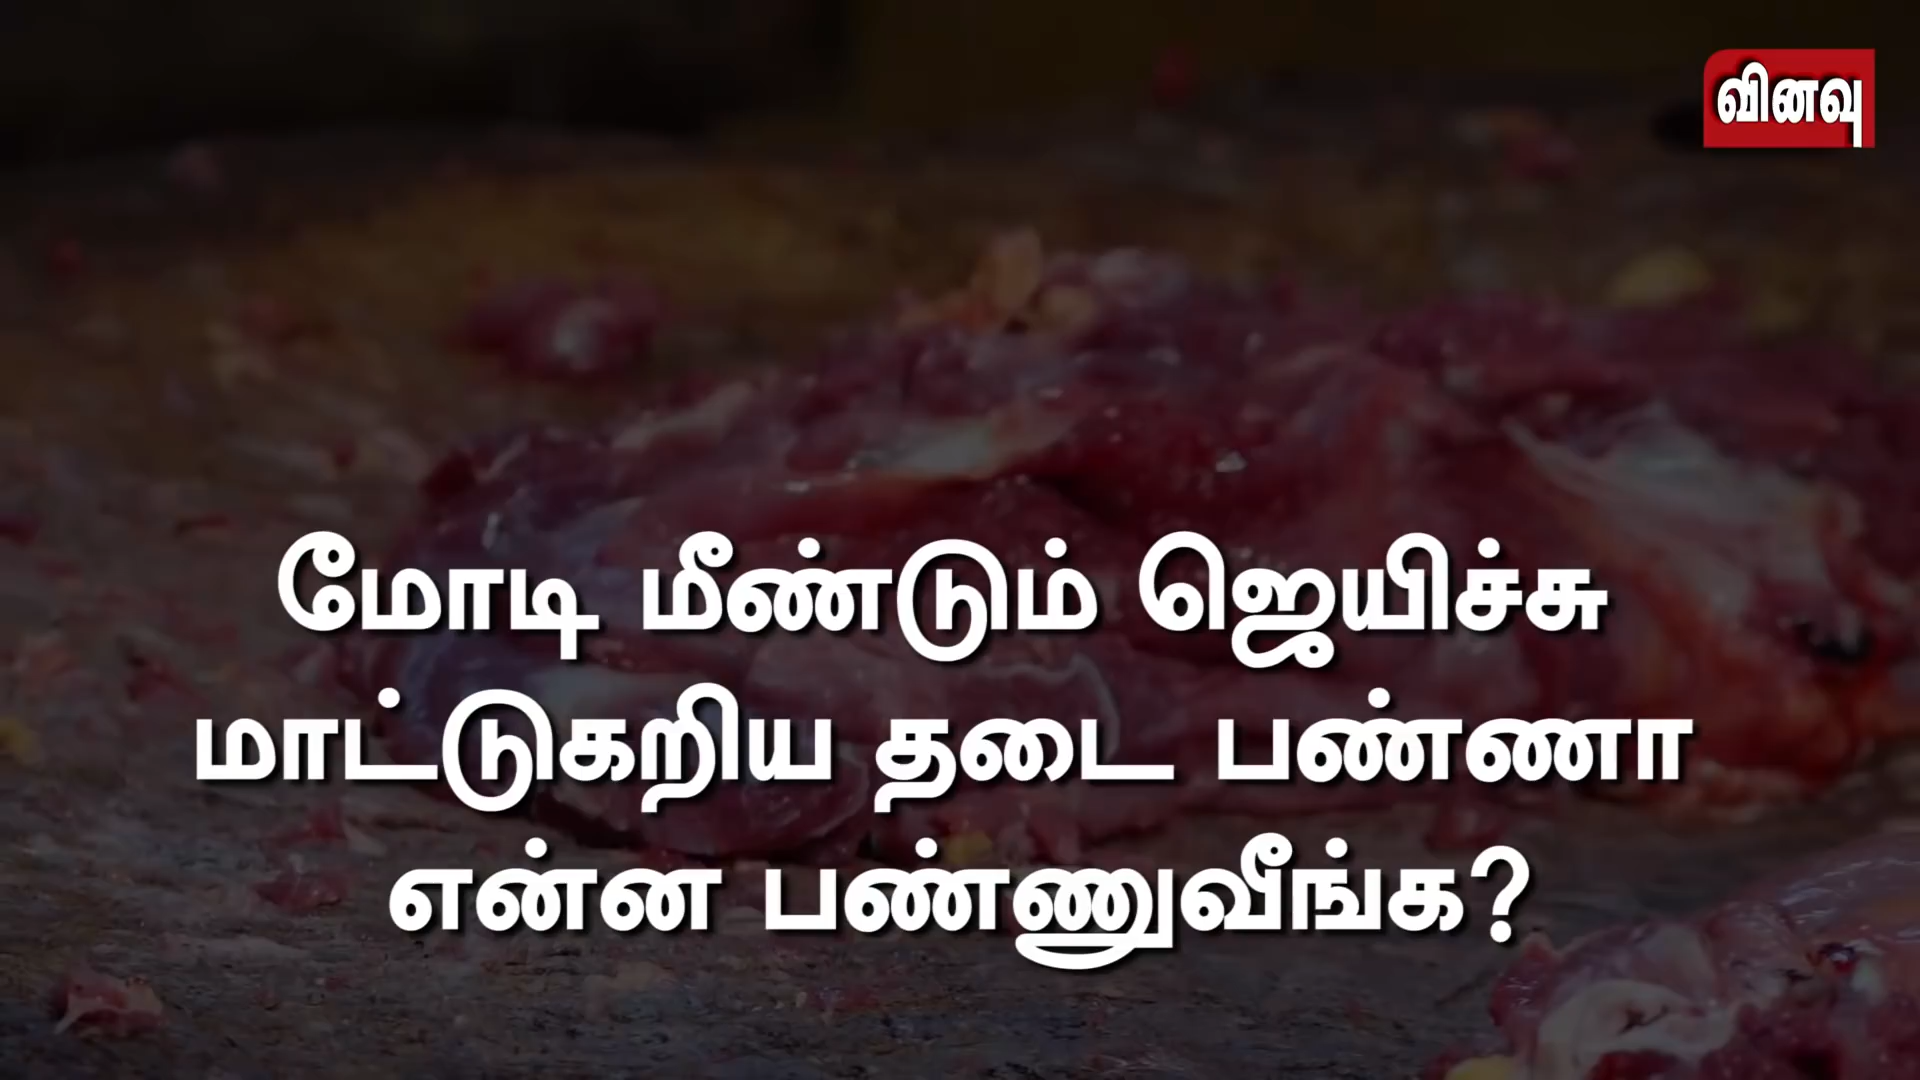 வினவு
மோடி மீண்டும் ஜெயிச்சு
மாட்டுகறிய தடை பண்ணா
என்ன பண்ணுவீங்க?